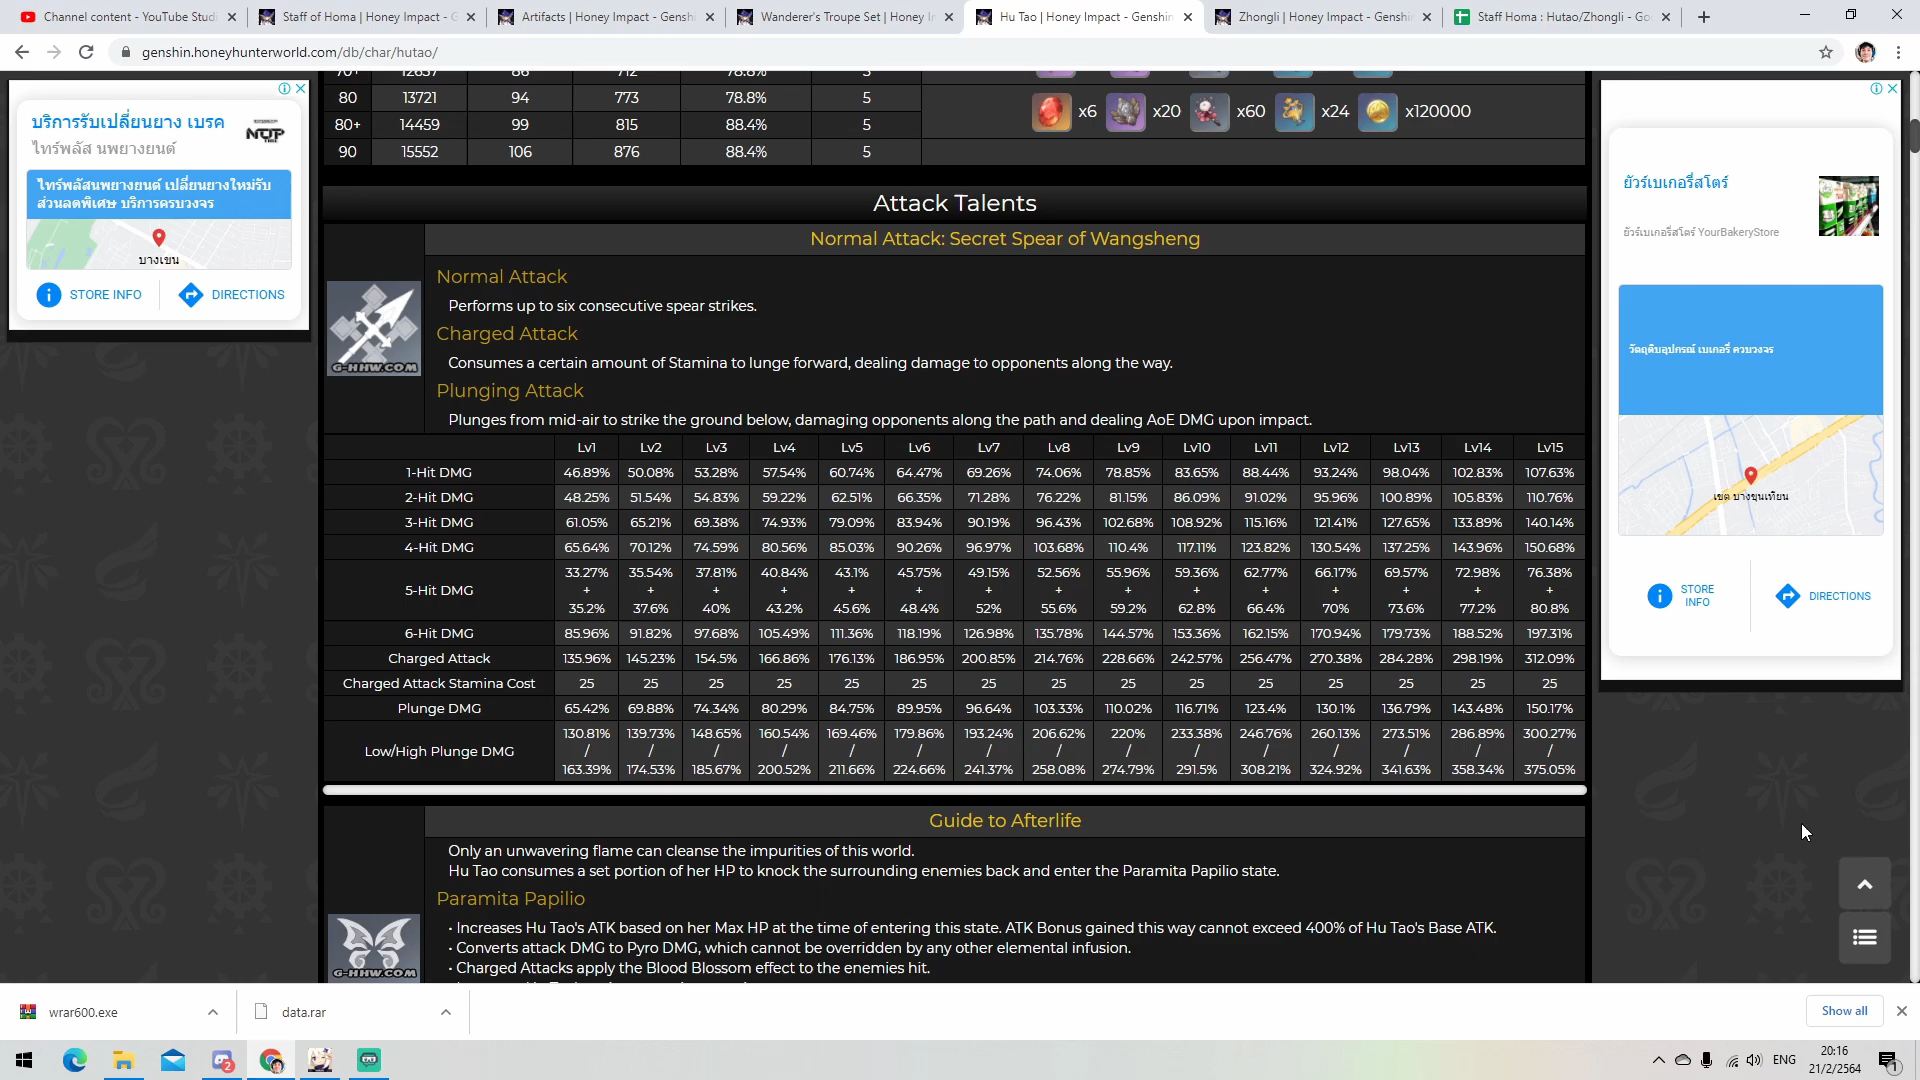 Channel content - YouTube Studi
Staff of Homa | Honey Impact - G
Artifacts | Honey Impact - Gensh
Wanderer's Troupe Set | Honey In
Hu Tao | Honey Impact - Genshin
Zhongli | Honey Impact - Genshin
Staff Homa : Hutao/Zhongli - Goo
genshin.honeyhunterworld.com/db/char/hutao/
บริการรับเปลี่ยนยาง เบรค
ไทร์พลัส นพยางยนต์
ไทร์พลัสนพยางยนต์ เปลี่ยนยางใหม่รับ
ส่วนลดพิเศษ บริการครบวงจร
บางเขน
STORE INFO DIRECTIONS
70+ 12637 86 712 78.8% 5
80 13721 94 773 78.8% 5
80+ 14459 99 815 88.4% 5
x6 x20 x60 x24 x120000
90 15552 106 876 88.4% 5
Attack Talents
Normal Attack: Secret Spear of Wangsheng
G-HHW.COM
Normal Attack
Performs up to six consecutive spear strikes.
Charged Attack
Consumes a certain amount of Stamina to lunge forward, dealing damage to opponents along the way.
Plunging Attack
Plunges from mid-air to strike the ground below, damaging opponents along the path and dealing AoE DMG upon impact.
Lv1 Lv2 Lv3 Lv4 Lv5 Lv6 Lv7 Lv8 Lv9 Lv10 Lv11 Lv12 Lv13 Lv14 Lv15
1-Hit DMG 46.89% 50.08% 53.28% 57.54% 60.74% 64.47% 69.26% 74.06% 78.85% 83.65% 88.44% 93.24% 98.04% 102.83% 107.63%
2-Hit DMG 48.25% 51.54% 54.83% 59.22% 62.51% 66.35% 71.28% 76.22% 81.15% 86.09% 91.02% 95.96% 100.89% 105.83% 110.76%
3-Hit DMG 61.05% 65.21% 69.38% 74.93% 79.09% 83.94% 90.19% 96.43% 102.68% 108.92% 115.16% 121.41% 127.65% 133.89% 140.14%
4-Hit DMG 65.64% 70.12% 74.59% 80.56% 85.03% 90.26% 96.97% 103.68% 110.4% 117.11% 123.82% 130.54% 137.25% 143.96% 150.68%
33.27% 35.54% 37.81% 40.84% 43.1% 45.75% 49.15% 52.56% 55.96% 59.36% 62.77% 66.17% 69.57% 72.98% 76.38%
5-Hit DMG + + + + + + + + + + + + + + +
35.2% 37.6% 40% 43.2% 45.6% 48.4% 52% 55.6% 59.2% 62.8% 66.4% 70% 73.6% 77.2% 80.8%
6-Hit DMG 85.96% 91.82% 97.68% 105.49% 111.36% 118.19% 126.98% 135.78% 144.57% 153.36% 162.15% 170.94% 179.73% 188.52% 197.31%
Charged Attack 135.96% 145.23% 154.5% 166.86% 176.13% 186.95% 200.85% 214.76% 228.66% 242.57% 256.47% 270.38% 284.28% 298.19% 312.09%
Charged Attack Stamina Cost 25 25 25 25 25 25 25 25 25 25 25 25 25 25 25
Plunge DMG 65.42% 69.88% 74.34% 80.29% 84.75% 89.95% 96.64% 103.33% 110.02% 116.71% 123.4% 130.1% 136.79% 143.48% 150.17%
130.81% 139.73% 148.65% 160.54% 169.46% 179.86% 193.24% 206.62% 220% 233.38% 246.76% 260.13% 273.51% 286.89% 300.27%
Low/High Plunge DMG / / / / / / / / / / / / / / /
163.39% 174.53% 185.67% 200.52% 211.66% 224.66% 241.37% 258.08% 274.79% 291.5% 308.21% 324.92% 341.63% 358.34% 375.05%
Guide to Afterlife
Only an unwavering flame can cleanse the impurities of this world.
Hu Tao consumes a set portion of her HP to knock the surrounding enemies back and enter the Paramita Papilio state.
Paramita Papilio
G-HHW.COM
· Increases Hu Tao's ATK based on her Max HP at the time of entering this state. ATK Bonus gained this way cannot exceed 400% of Hu Tao's Base ATK.
· Converts attack DMG to Pyro DMG, which cannot be overridden by any other elemental infusion.
· Charged Attacks apply the Blood Blossom effect to the enemies hit.
ยัวร์เบเกอรี่สโตร์
ยัวร์เบเกอรี่สโตร์ YourBakeryStore
วัตถุดิบอุปกรณ์ เบเกอรี่ ครบวงจร
เขต บางขุนเทียน
STORE INFO
DIRECTIONS
wrar600.exe
data.rar
Show all
2
ENG
20:16
21/2/2564
1